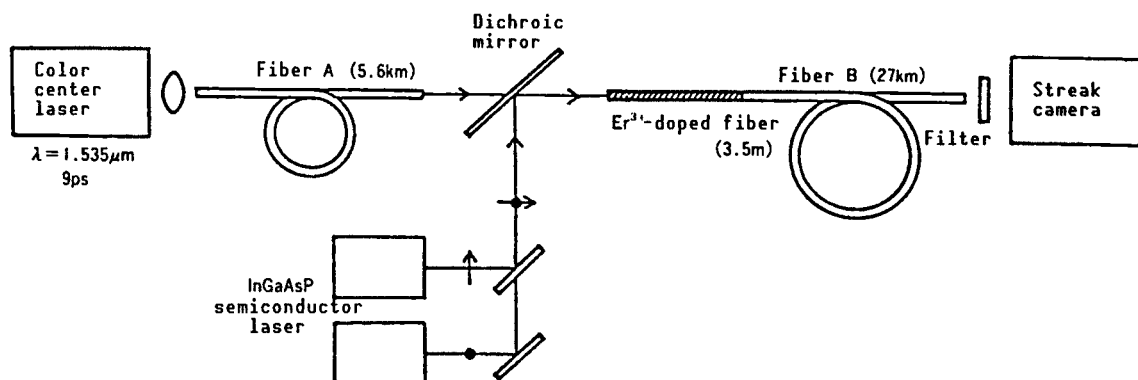 Dichroic
mirror
Color
center
laser
Fiber A (5.6km)
Fiber B (27km)
Streak
camera
Er³⁺-doped fiber
(3.5m)
Filter
λ=1.535μm
9ps
InGaAsP
semiconductor
laser